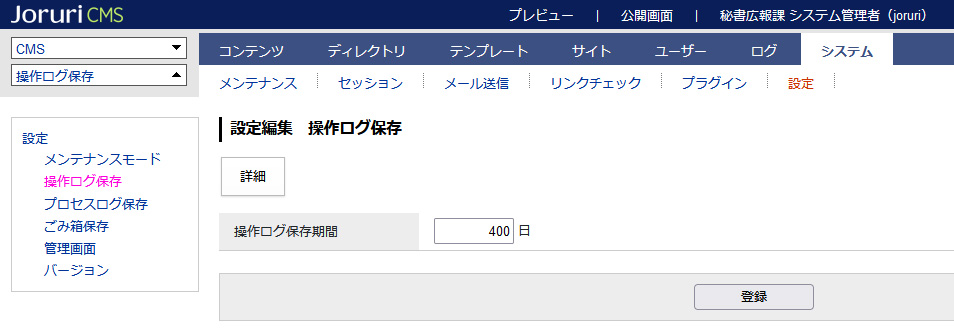 Joruri CMS
プレビュー | 公開画面 | 秘書広報課 システム管理者（joruri）
CMS
操作ログ保存
コンテンツ ディレクトリ テンプレート サイト ユーザー ログ システム
メンテナンス セッション メール送信 リンクチェック プラグイン 設定
設定
メンテナンスモード
操作ログ保存
プロセスログ保存
ごみ箱保存
管理画面
バージョン
設定編集　操作ログ保存
詳細
操作ログ保存期間 400 日
登録